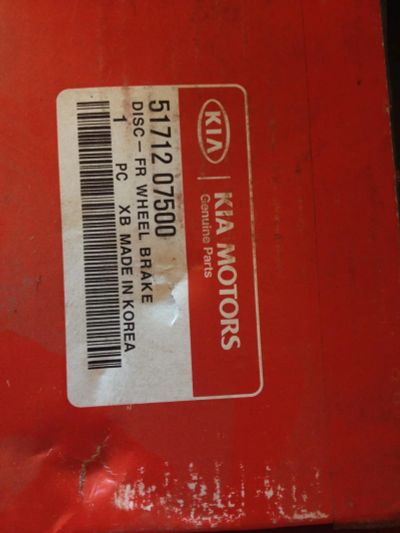 KIA
KIA MOTORS
Genuine Parts
51712 07500
DISC-FR WHEEL BRAKE
1 PC XB MADE IN KOREA